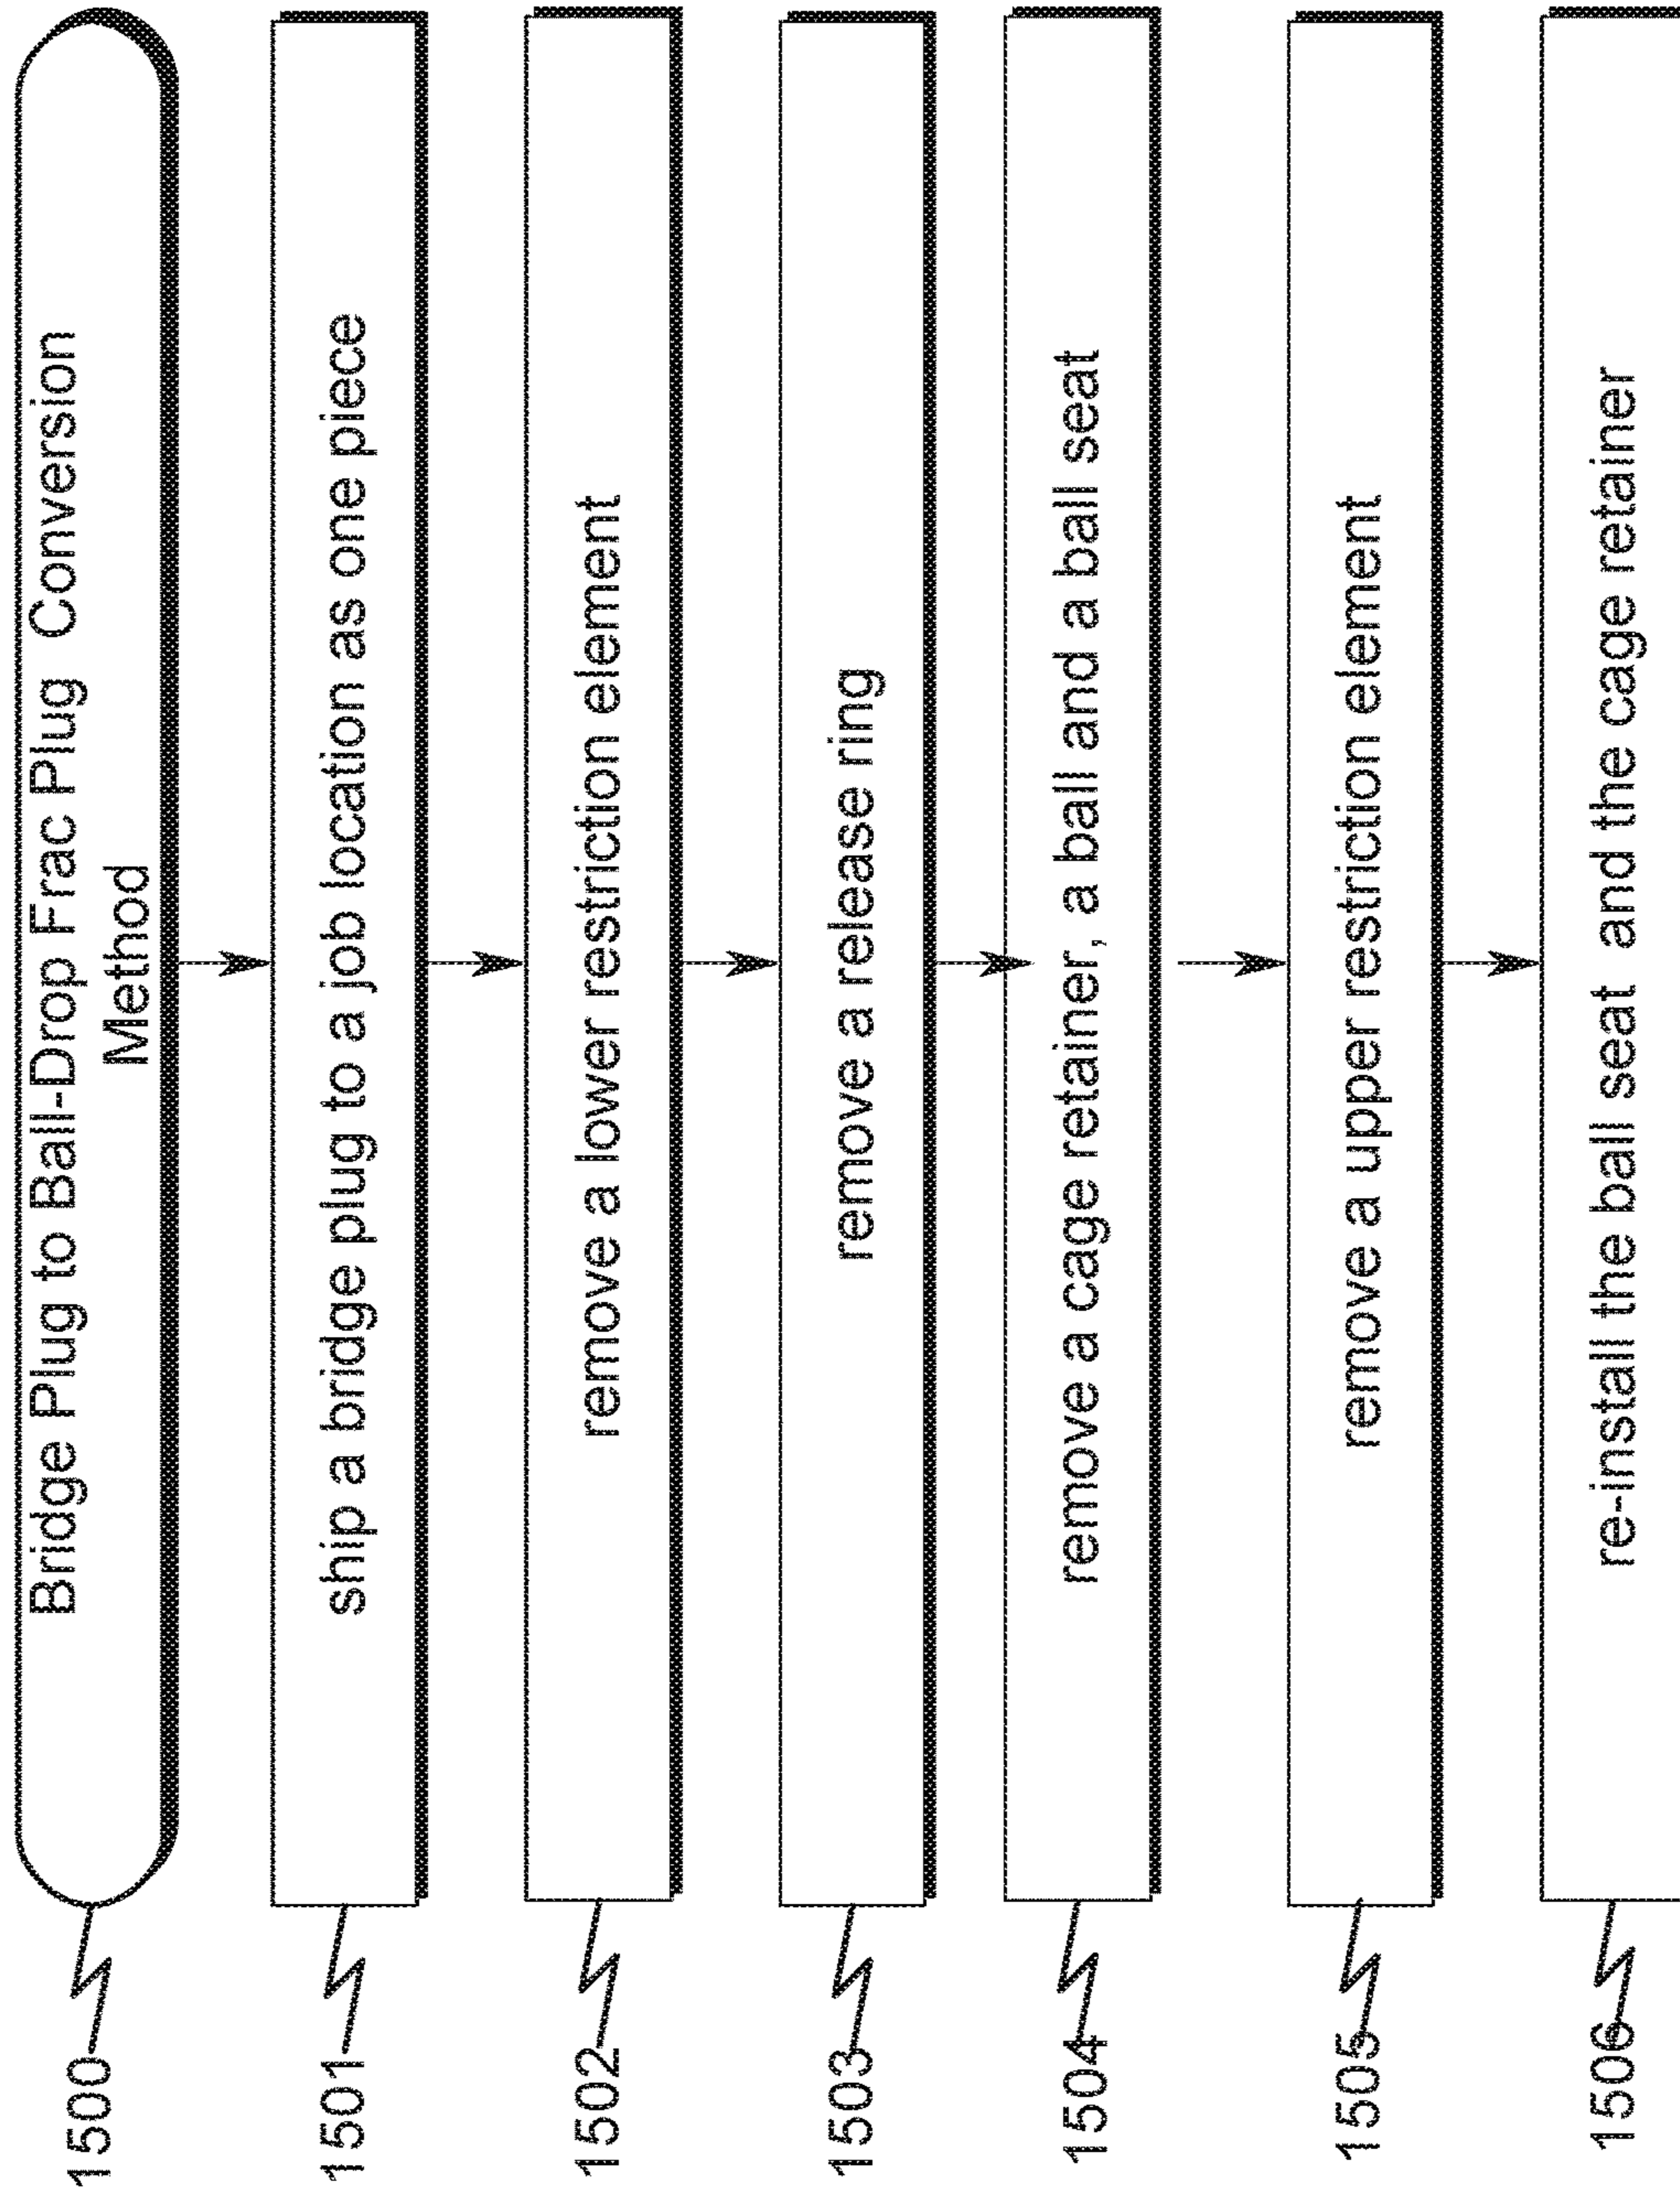 Bridge Plug to Ball-Drop Frac Plug Conversion
Method
1500
ship a bridge plug to a job location as one piece
1501
remove a lower restriction element
1502
remove a release ring
1503
remove a cage retainer, a ball and a ball seat
1504
remove a upper restriction element
1505
re-install the ball seat and the cage retainer
1506